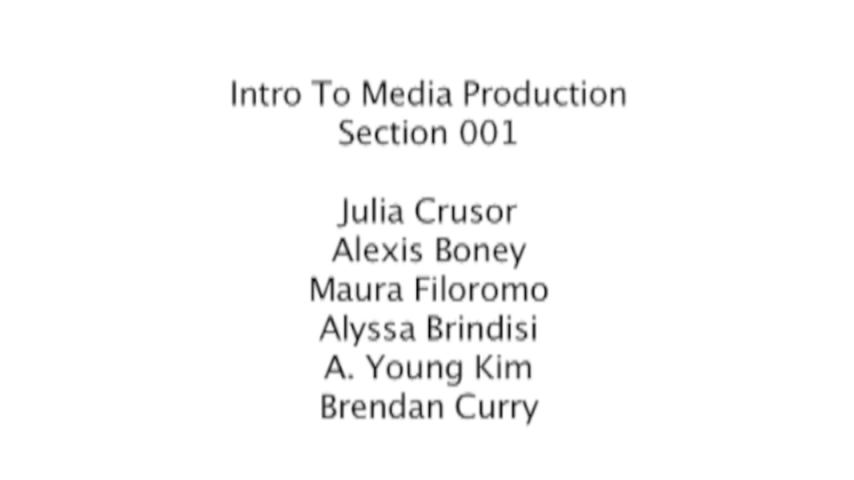 Intro To Media Production
Section 001
Julia Crusor
Alexis Boney
Maura Filoromo
Alyssa Brindisi
A. Young Kim
Brendan Curry